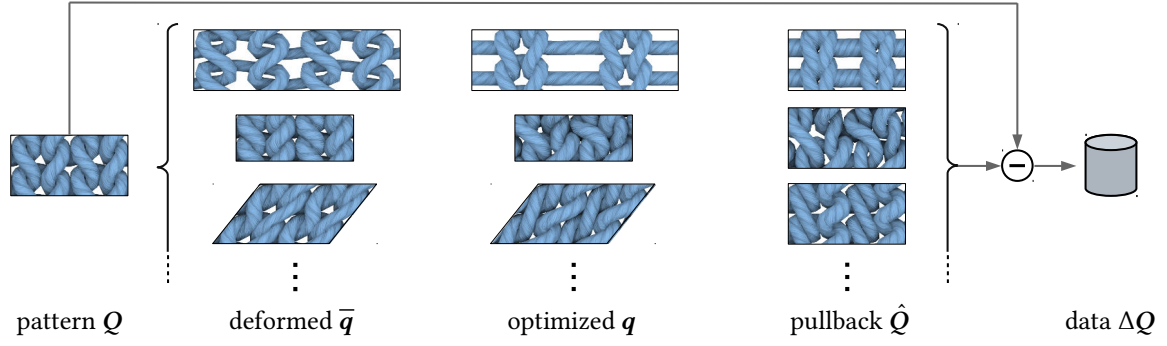 pattern Q deformed q̅ optimized q pullback Q̂ data ΔQ